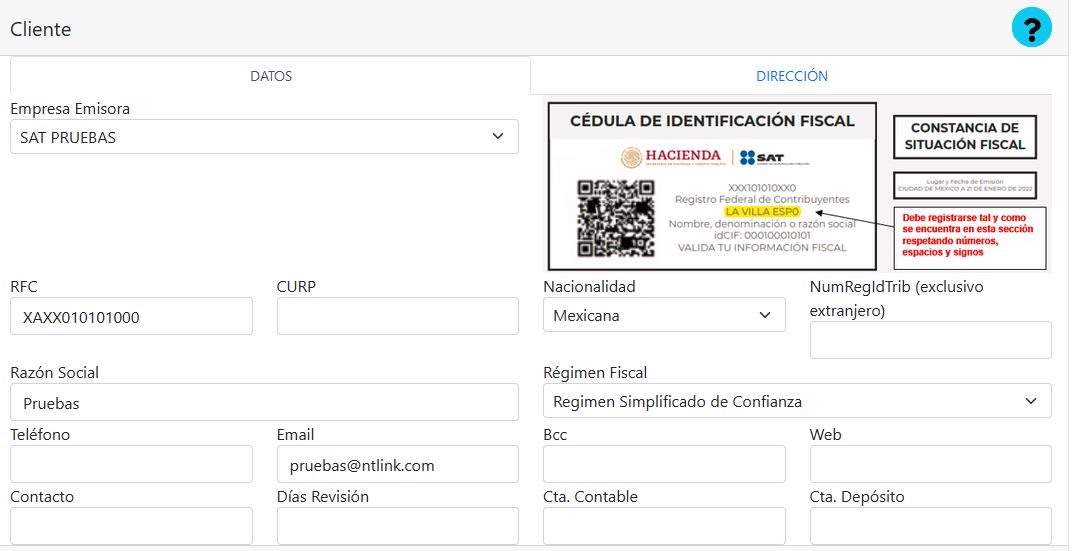 Cliente
?
DATOS
DIRECCIÓN
Empresa Emisora
SAT PRUEBAS
CÉDULA DE IDENTIFICACIÓN FISCAL
HACIENDA
SAT
XXX101010XX0
Registro Federal de Contribuyentes
LA VILLA ESP0
Nombre, denominación o razón social
idCIF: 000100010101
VALIDA TU INFORMACIÓN FISCAL
CONSTANCIA DE
SITUACIÓN FISCAL
Lugar y Fecha de Emisión
CIUDAD DE MEXICO A 21 DE ENERO DE 2022
Debe registrarse tal y como
se encuentra en esta sección
respetando números,
espacios y signos
RFC
CURP
Nacionalidad
NumRegIdTrib (exclusivo
extranjero)
XAXX010101000
Mexicana
Razón Social
Régimen Fiscal
Pruebas
Regimen Simplificado de Confianza
Teléfono
Email
Bcc
Web
pruebas@ntlink.com
Contacto
Días Revisión
Cta. Contable
Cta. Depósito